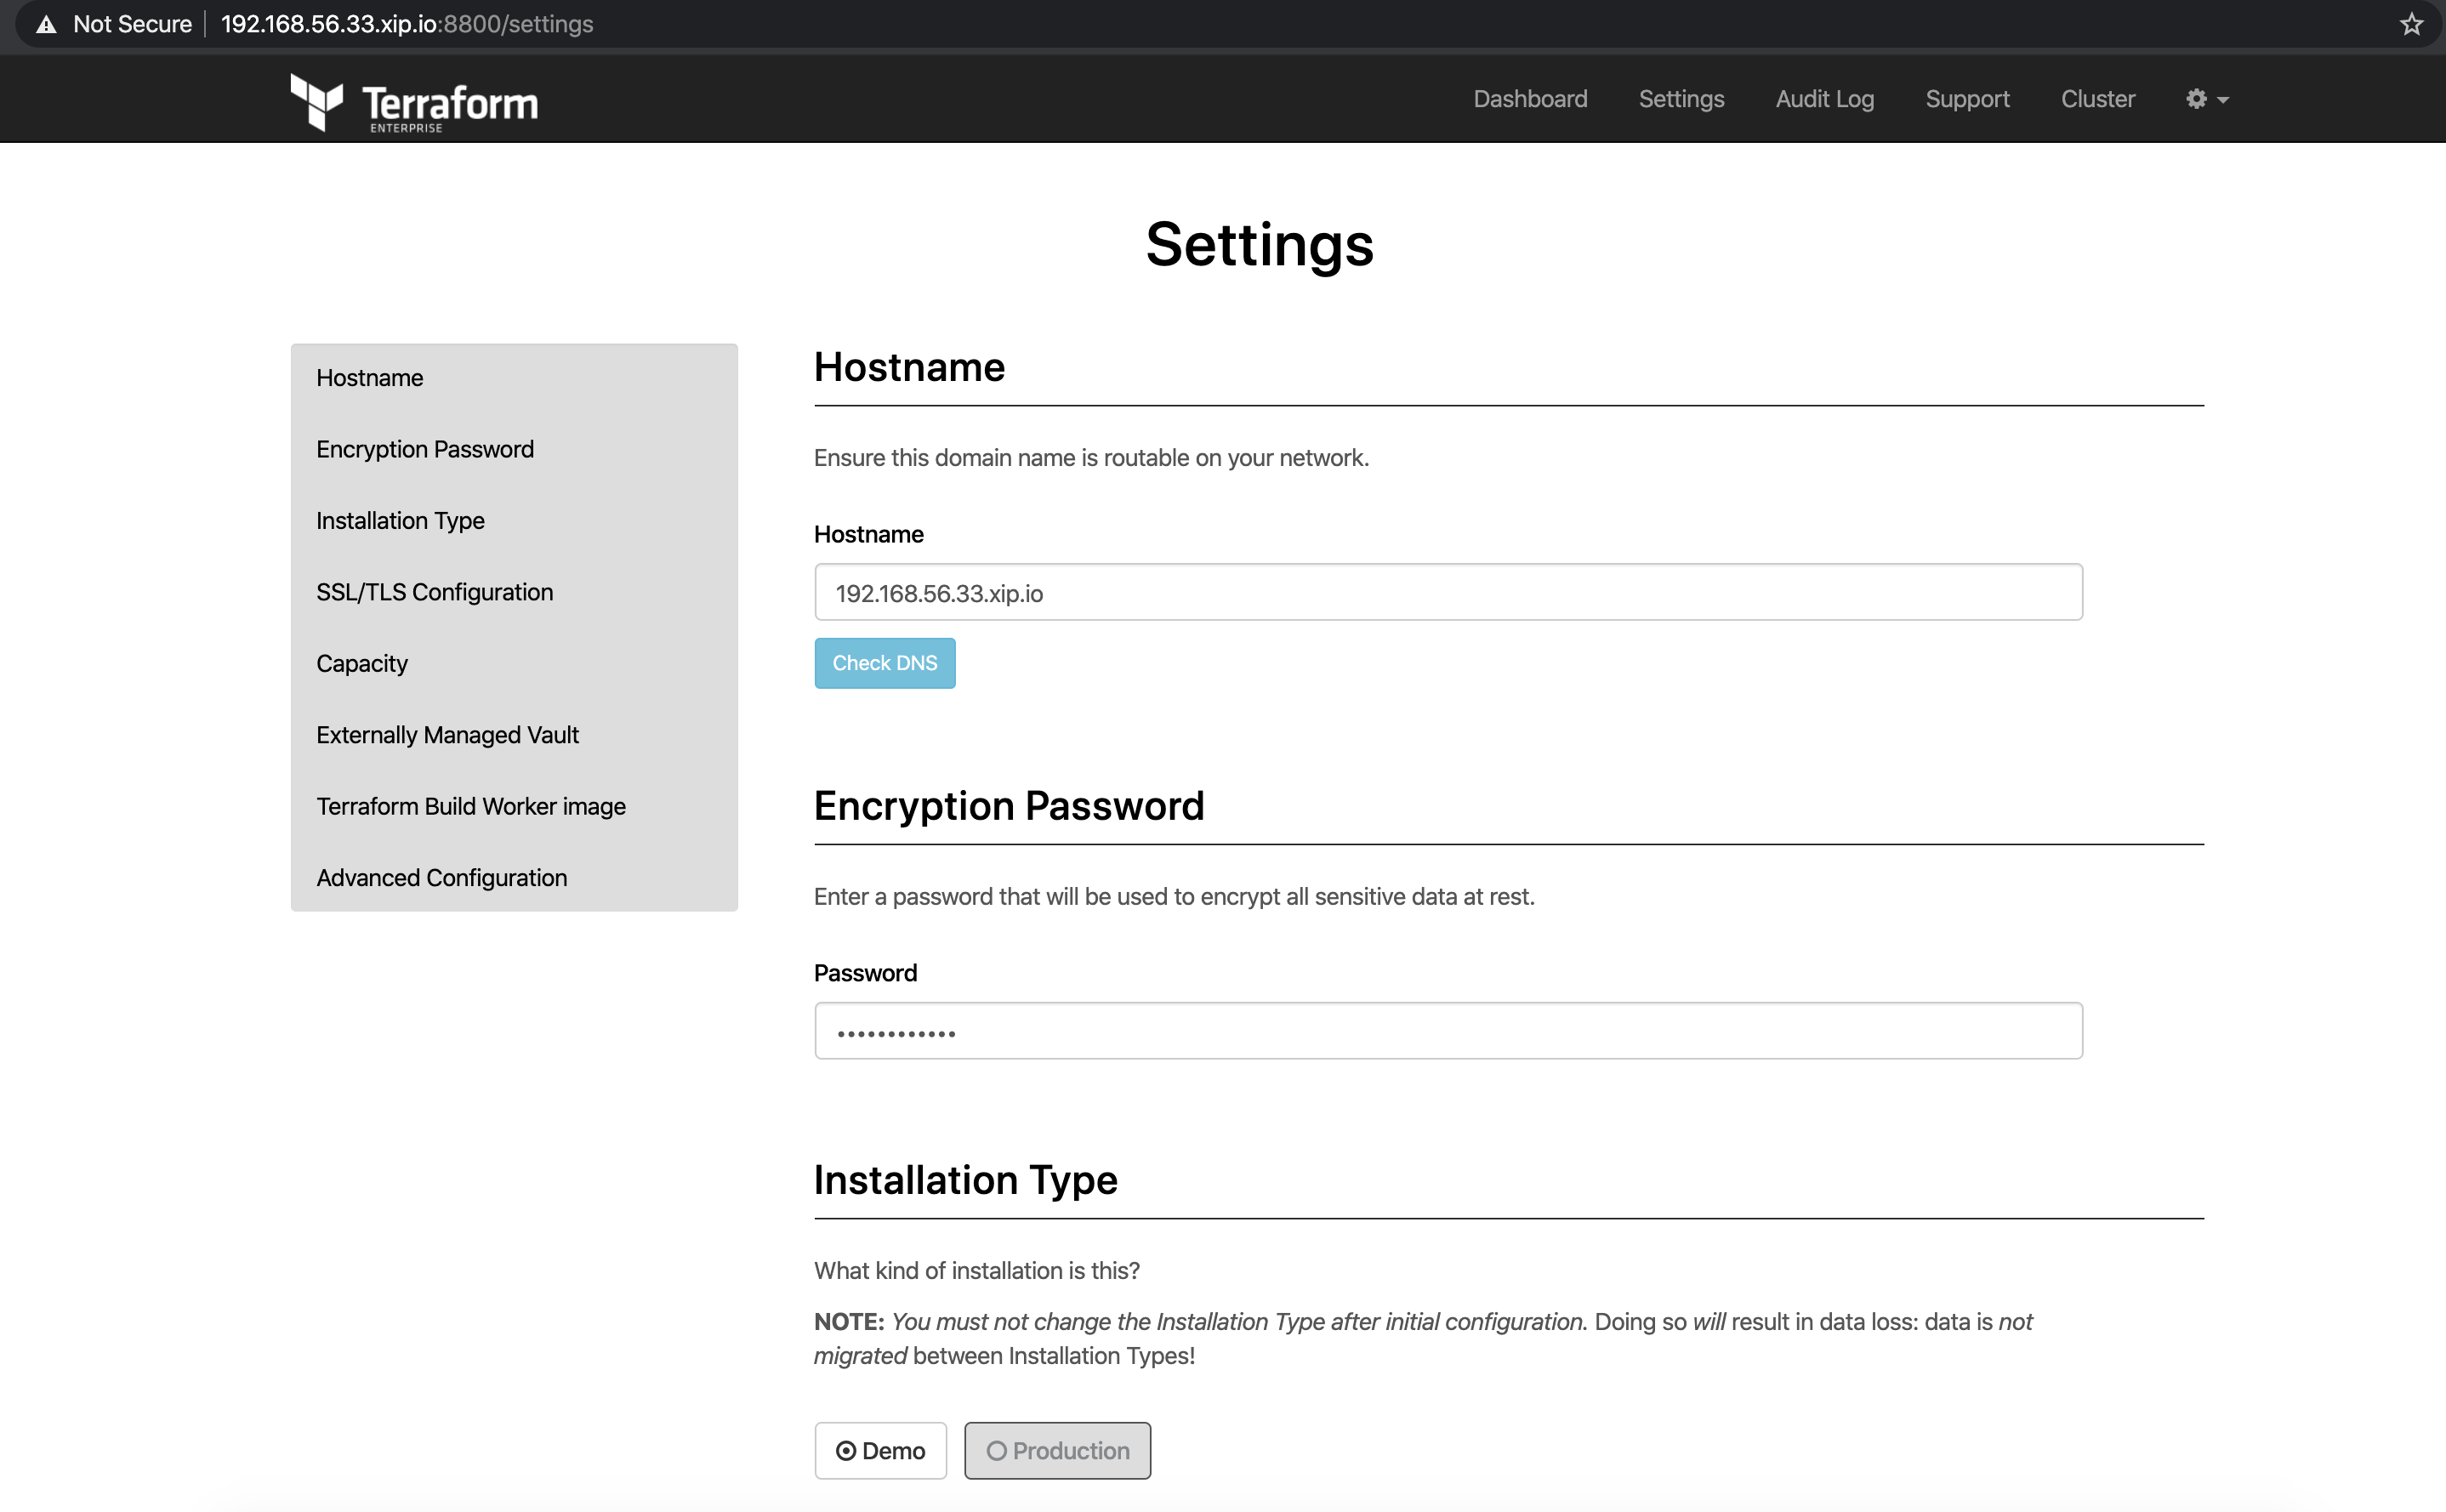 Not Secure 192.168.56.33.xip.io:8800/settings
Terraform
ENTERPRISE
Dashboard Settings Audit Log Support Cluster
Settings
Hostname
Encryption Password
Installation Type
SSL/TLS Configuration
Capacity
Externally Managed Vault
Terraform Build Worker image
Advanced Configuration
Hostname
Ensure this domain name is routable on your network.
Hostname
192.168.56.33.xip.io
Check DNS
Encryption Password
Enter a password that will be used to encrypt all sensitive data at rest.
Password
••••••••••••
Installation Type
What kind of installation is this?
NOTE: You must not change the Installation Type after initial configuration. Doing so will result in data loss: data is not
migrated between Installation Types!
Demo Production